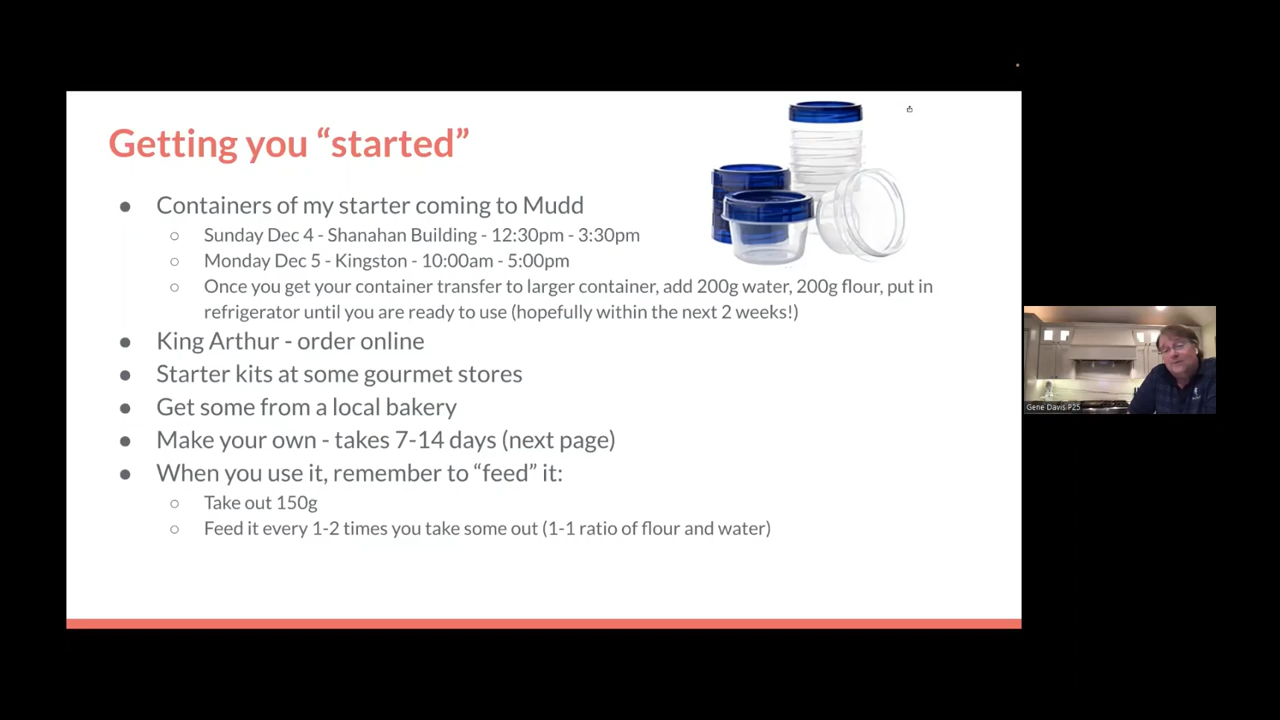 Getting you “started”
● Containers of my starter coming to Mudd
○ Sunday Dec 4 - Shanahan Building - 12:30pm - 3:30pm
○ Monday Dec 5 - Kingston - 10:00am - 5:00pm
○ Once you get your container transfer to larger container, add 200g water, 200g flour, put in
refrigerator until you are ready to use (hopefully within the next 2 weeks!)
● King Arthur - order online
● Starter kits at some gourmet stores
● Get some from a local bakery
● Make your own - takes 7-14 days (next page)
● When you use it, remember to “feed” it:
○ Take out 150g
○ Feed it every 1-2 times you take some out (1-1 ratio of flour and water)
Gene Davis P25